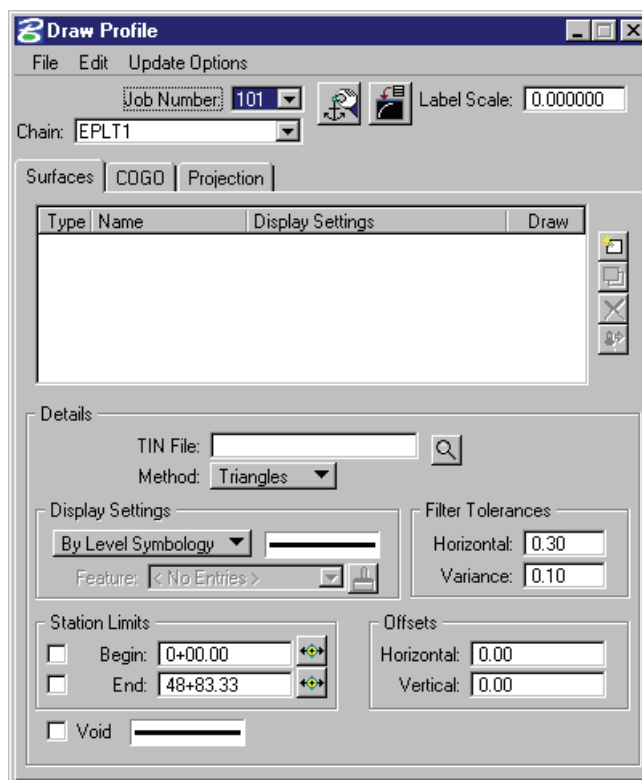 Draw Profile
File Edit Update Options
Job Number: 101 Label Scale: 0.000000
Chain: EPLT1
Surfaces COGO Projection
Type Name Display Settings Draw
Details
TIN File:
Method: Triangles
Display Settings Filter Tolerances
By Level Symbology Horizontal: 0.30
Feature: < No Entries > Variance: 0.10
Station Limits Offsets
Begin: 0+00.00 Horizontal: 0.00
End: 48+83.33 Vertical: 0.00
Void